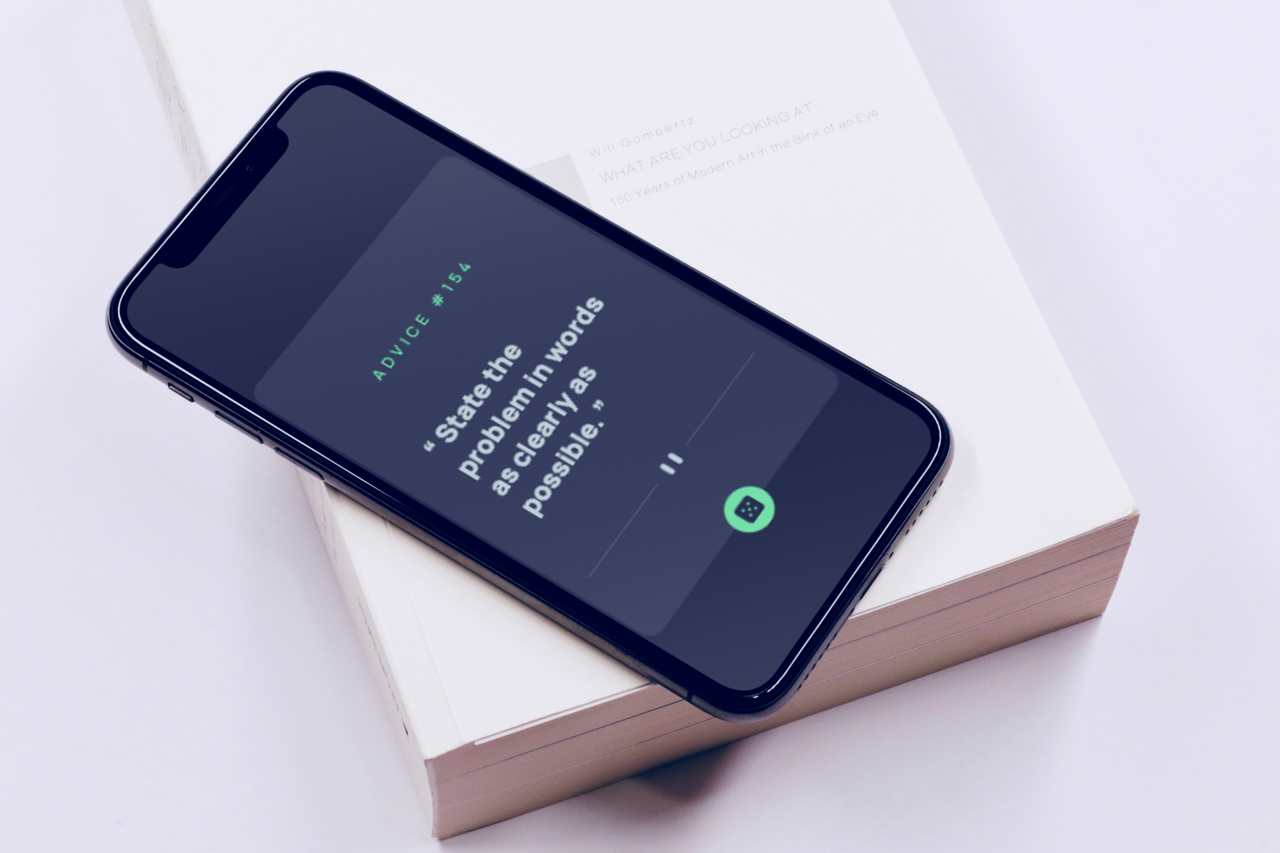 Will Gompertz
WHAT ARE YOU LOOKING AT
150 Years of Modern Art in the Blink of an Eye
ADVICE #154
“ State the
problem in words
as clearly as
possible. ”